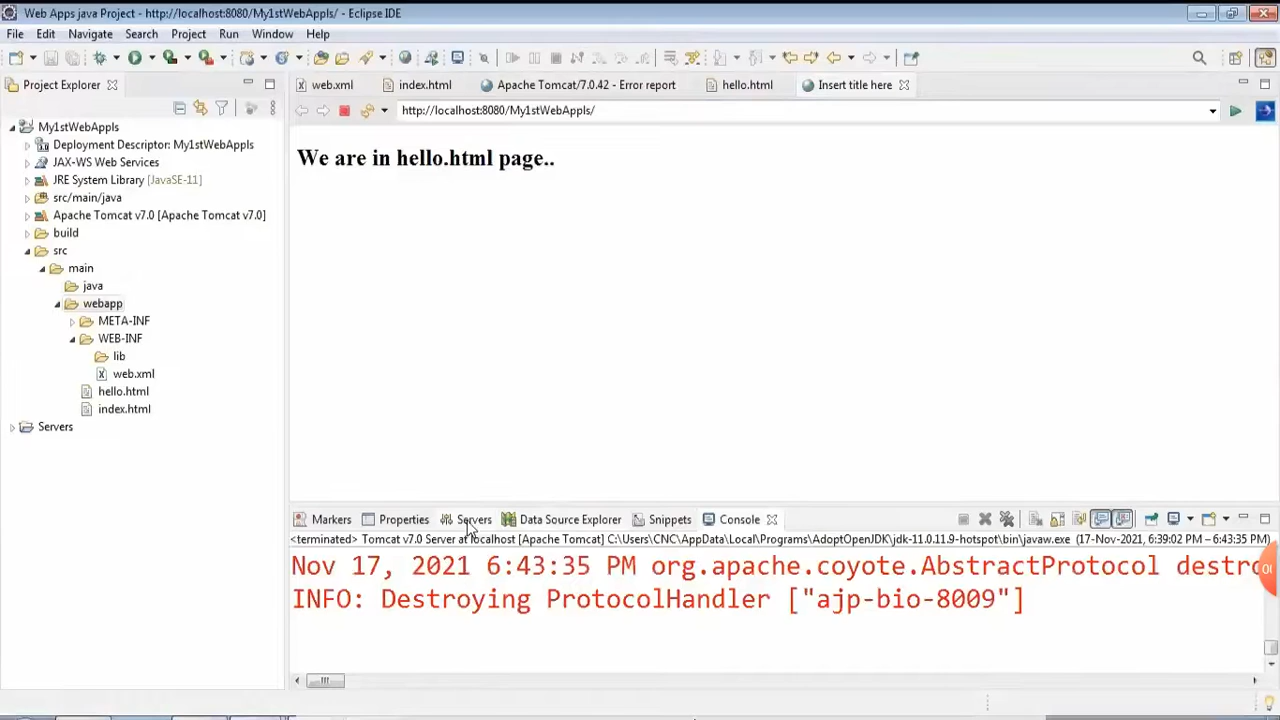 Web Apps java Project - http://localhost:8080/My1stWebAppls/ - Eclipse IDE
File Edit Navigate Search Project Run Window Help
Project Explorer
web.xml index.html Apache Tomcat/7.0.42 - Error report hello.html Insert title here
http://localhost:8080/My1stWebAppls/
My1stWebAppls
Deployment Descriptor: My1stWebAppls
JAX-WS Web Services
JRE System Library [JavaSE-11]
src/main/java
Apache Tomcat v7.0 [Apache Tomcat v7.0]
build
src
main
java
webapp
META-INF
WEB-INF
lib
web.xml
hello.html
index.html
Servers
We are in hello.html page..
Markers Properties Servers Data Source Explorer Snippets Console
<terminated> Tomcat v7.0 Server at localhost [Apache Tomcat] C:\Users\CNC\AppData\Local\Programs\AdoptOpenJDK\jdk-11.0.11.9-hotspot\bin\javaw.exe (17-Nov-2021, 6:39:02 PM – 6:43:35 PM)
Nov 17, 2021 6:43:35 PM org.apache.coyote.AbstractProtocol destro
INFO: Destroying ProtocolHandler ["ajp-bio-8009"]